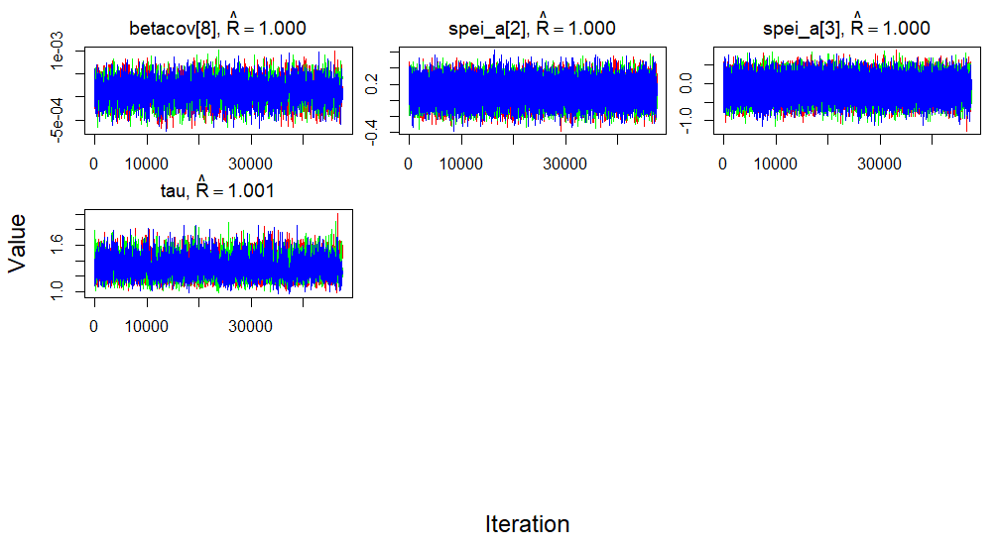 betacov[8], R̂ = 1.000
spei_a[2], R̂ = 1.000
spei_a[3], R̂ = 1.000
1e-03
-5e-04
0 10000 30000
0.2
-0.4
0 10000 30000
0.0
-1.0
0 10000 30000
tau, R̂ = 1.001
1.6
1.0
0 10000 30000
Value
Iteration